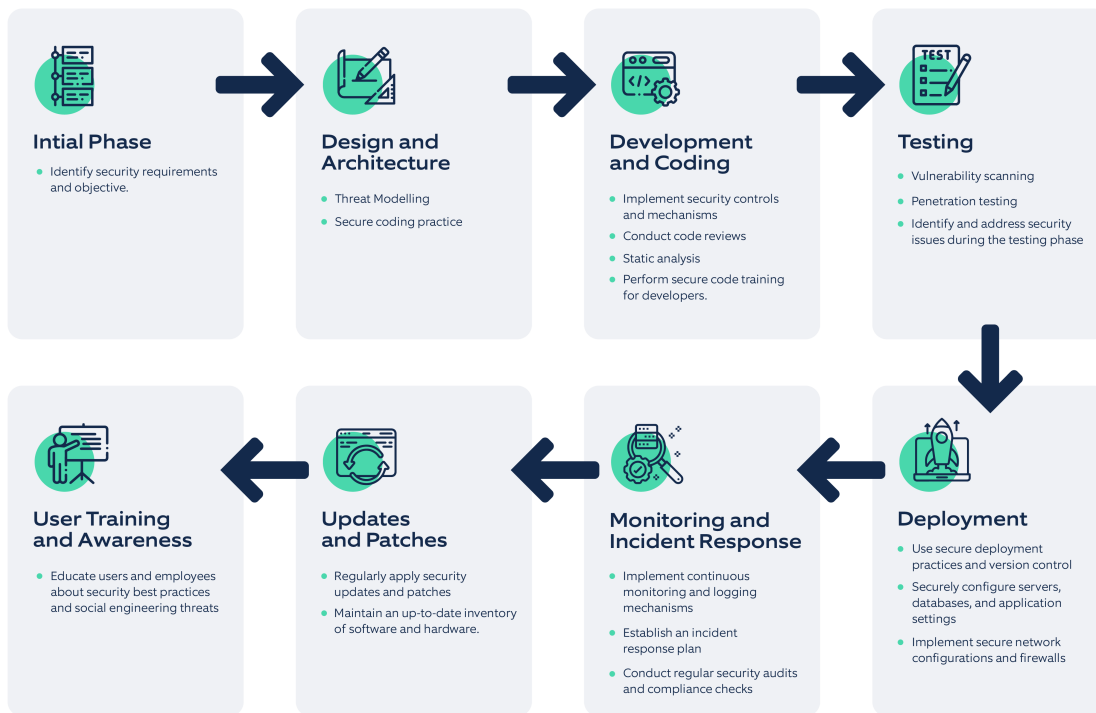 Intial Phase
Identify security requirements
and objective.
Design and
Architecture
Threat Modelling
Secure coding practice
Development
and Coding
Implement security controls
and mechanisms
Conduct code reviews
Static analysis
Perform secure code training
for developers.
TEST
Testing
Vulnerability scanning
Penetration testing
Identify and address security
issues during the testing phase
Deployment
Use secure deployment
practices and version control
Securely configure servers,
databases, and application
settings
Implement secure network
configurations and firewalls
Monitoring and
Incident Response
Implement continuous
monitoring and logging
mechanisms
Establish an incident
response plan
Conduct regular security audits
and compliance checks
Updates
and Patches
Regularly apply security
updates and patches
Maintain an up-to-date inventory
of software and hardware.
User Training
and Awareness
Educate users and employees
about security best practices
and social engineering threats